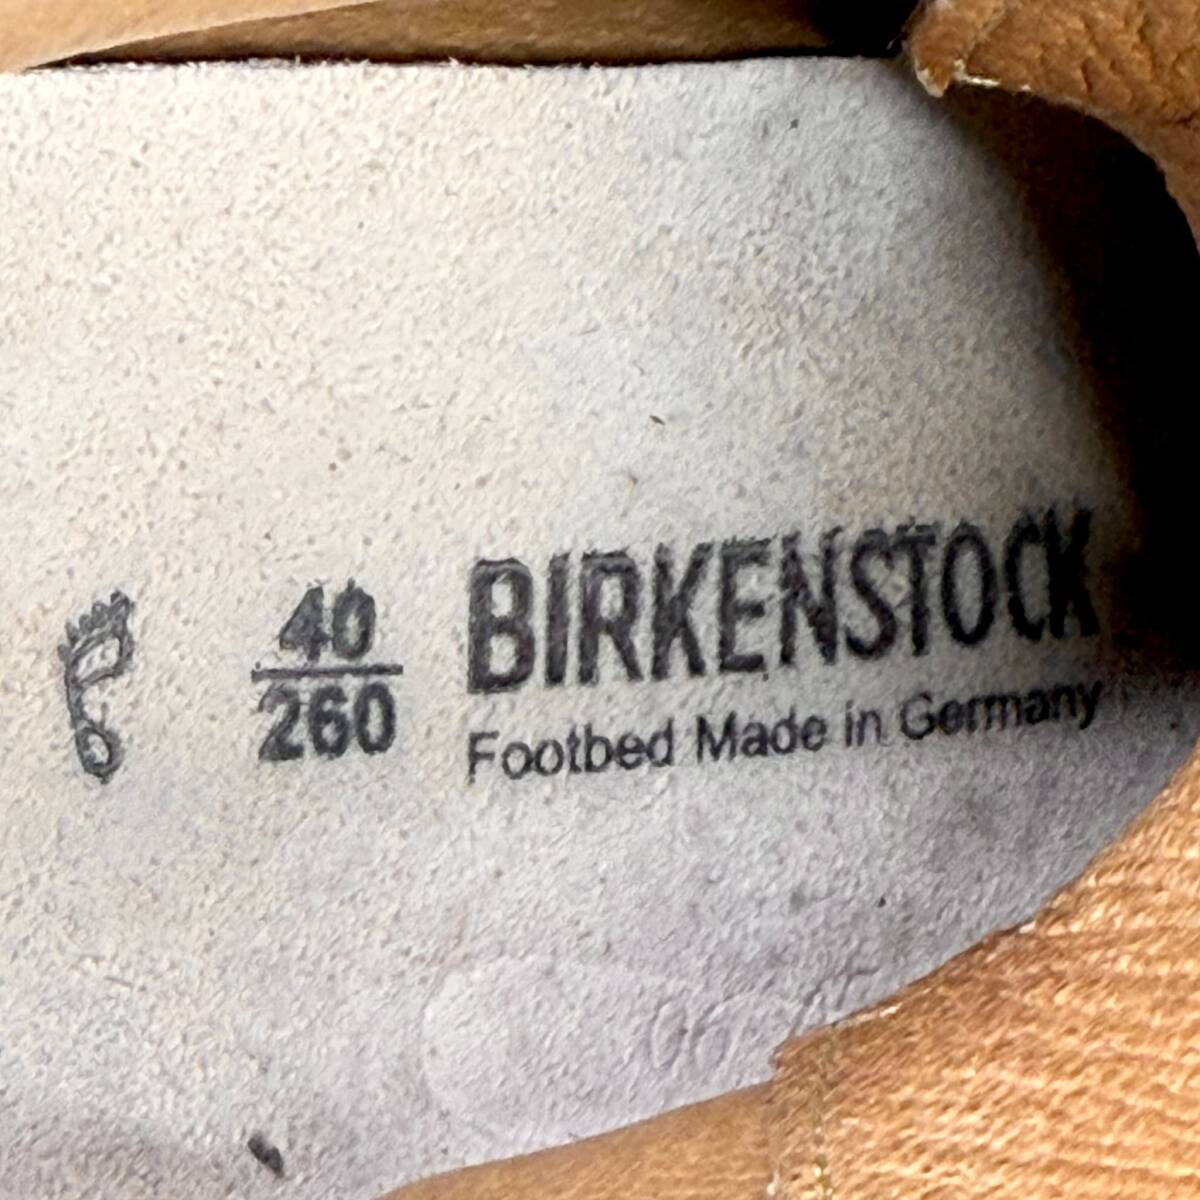 40
260
BIRKENSTOCK
Footbed Made in Germany